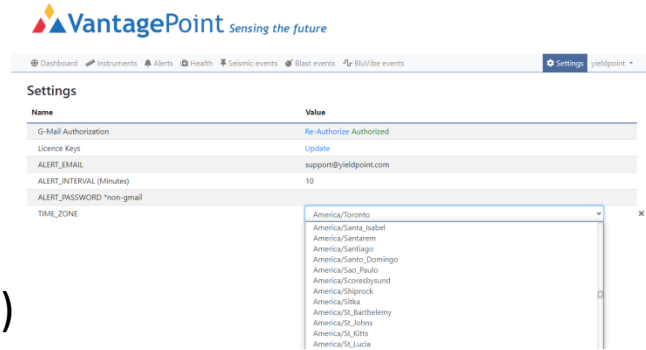 VantagePoint Sensing the future
Dashboard Instruments Alerts Health Seismic events Blast events BluVibe events Settings yieldpoint
Settings
Name Value
G-Mail Authorization Re-Authorize Authorized
Licence Keys Update
ALERT_EMAIL support@yieldpoint.com
ALERT_INTERVAL (Minutes) 10
ALERT_PASSWORD *non-gmail
TIME_ZONE America/Toronto
America/Santa_Isabel
America/Santarem
America/Santiago
America/Santo_Domingo
America/Sao_Paulo
America/Scoresbysund
America/Shiprock
America/Sitka
America/St_Barthelemy
America/St_Johns
America/St_Kitts
America/St_Lucia
)